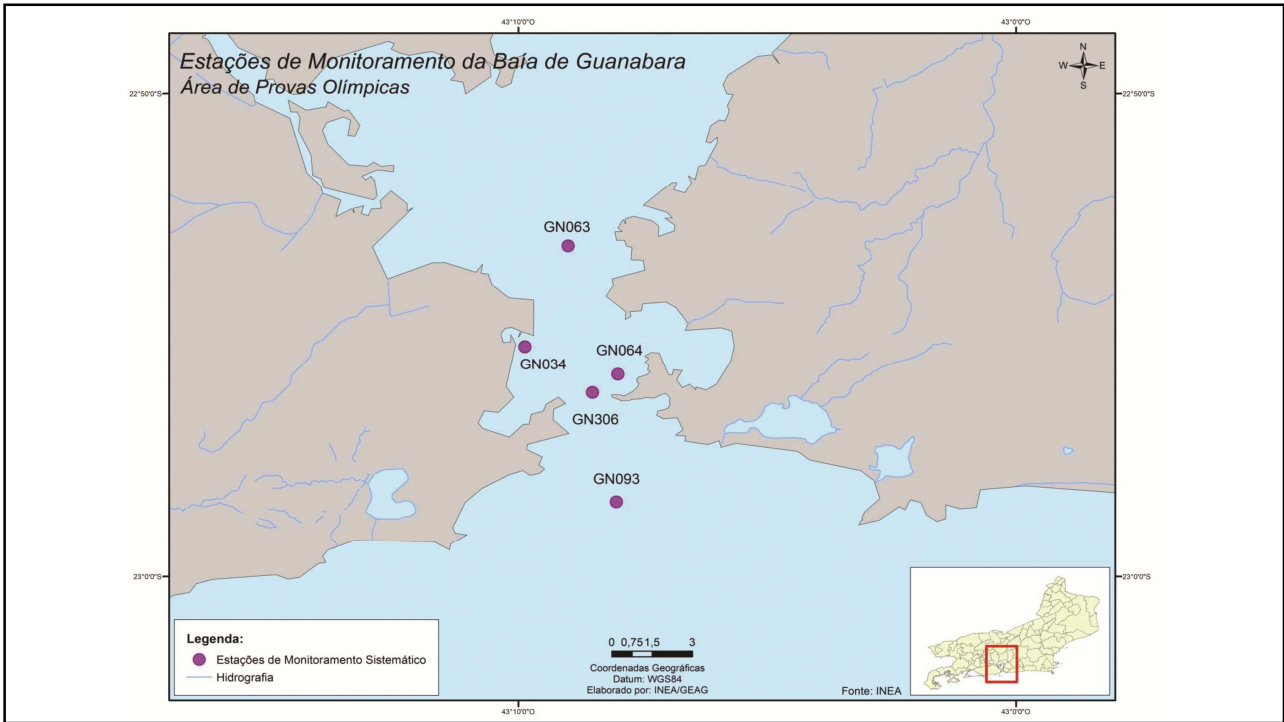 43°10'0"O
43°0'0"O
Estações de Monitoramento da Baía de Guanabara
Área de Provas Olímpicas
N
W E
S
22°50'0"S
22°50'0"S
GN063
GN034
GN064
GN306
GN093
23°0'0"S
23°0'0"S
Legenda:
Estações de Monitoramento Sistemático
Hidrografia
0 0,75 1,5 3
Coordenadas Geográficas
Datum: WGS84
Elaborado por: INEA/GEAG
Fonte: INEA
43°10'0"O
43°0'0"O